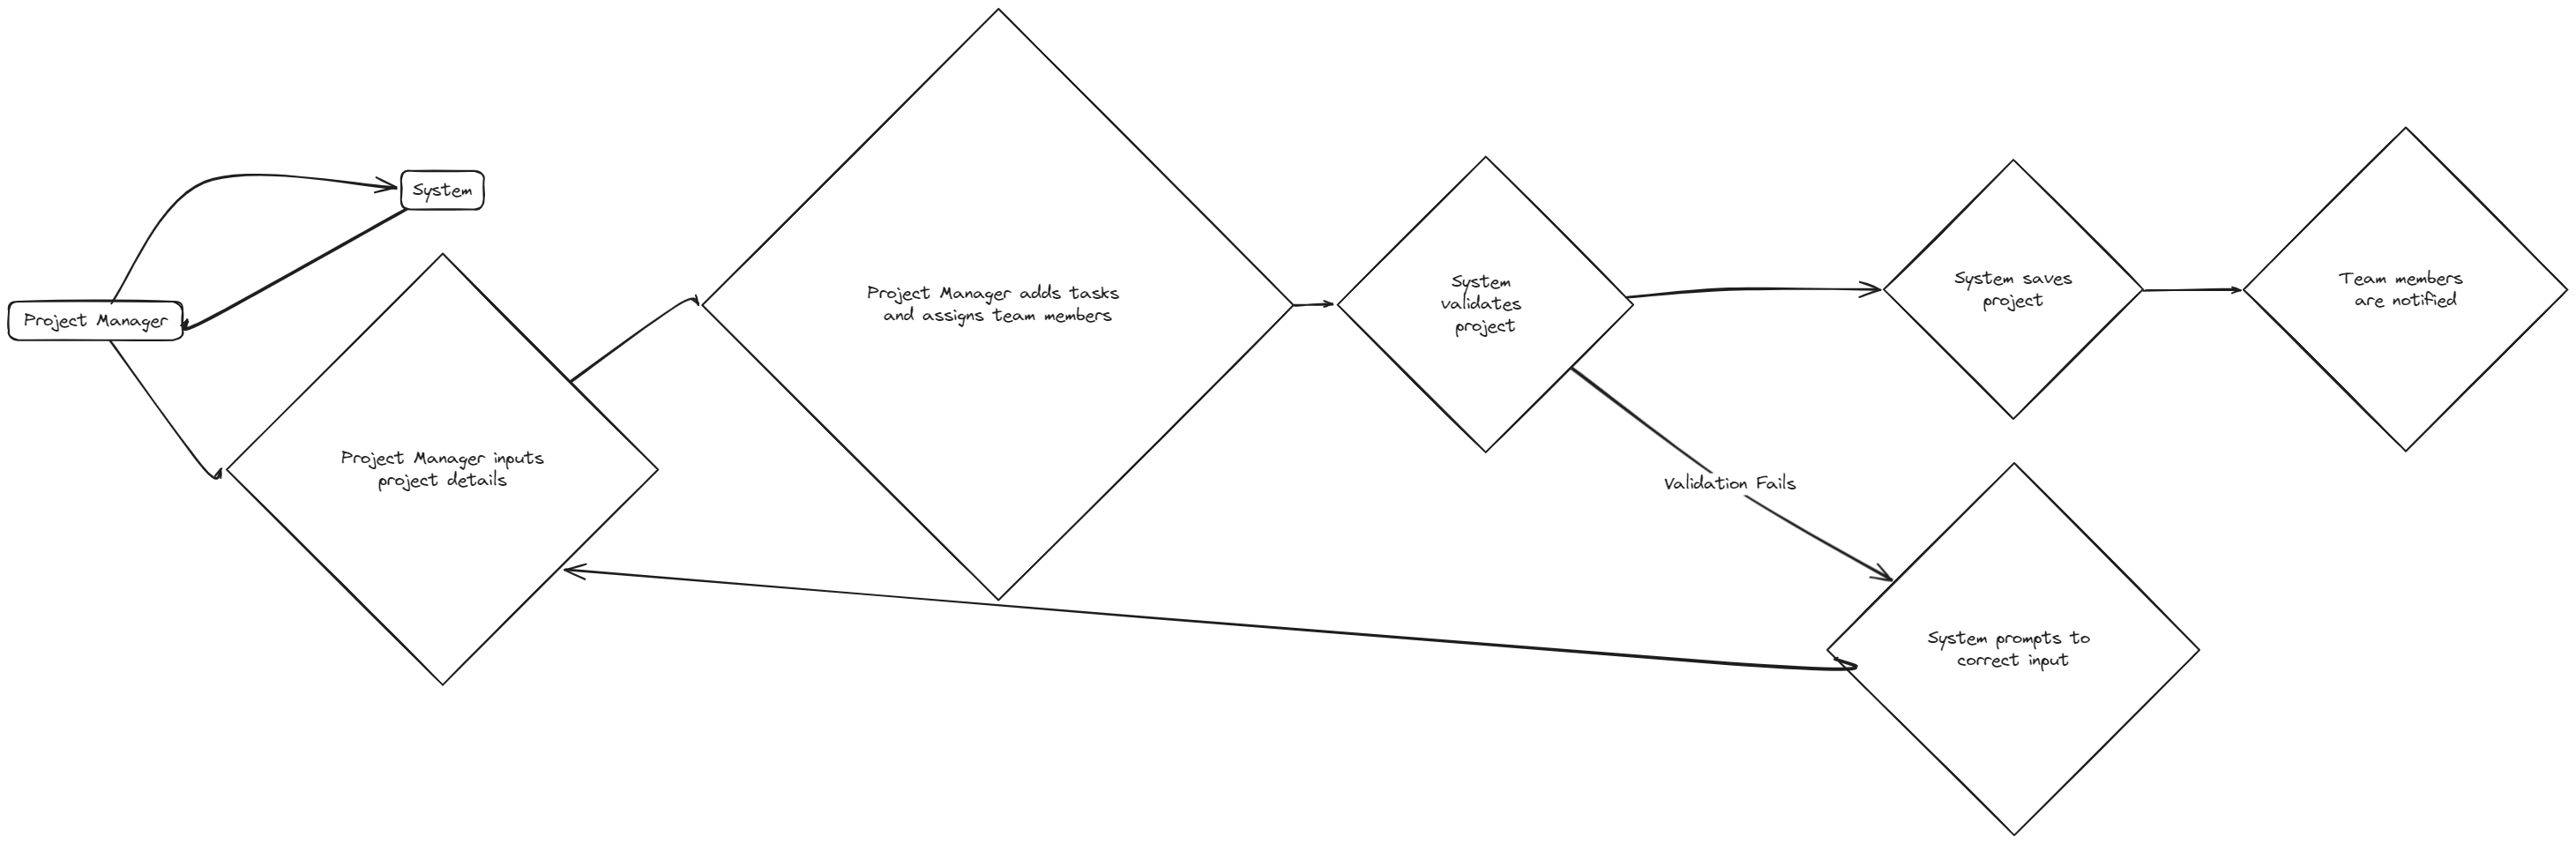 System
Project Manager
Project Manager inputs
project details
Project Manager adds tasks
and assigns team members
System
validates
project
Validation Fails
System saves
project
Team members
are notified
System prompts to
correct input